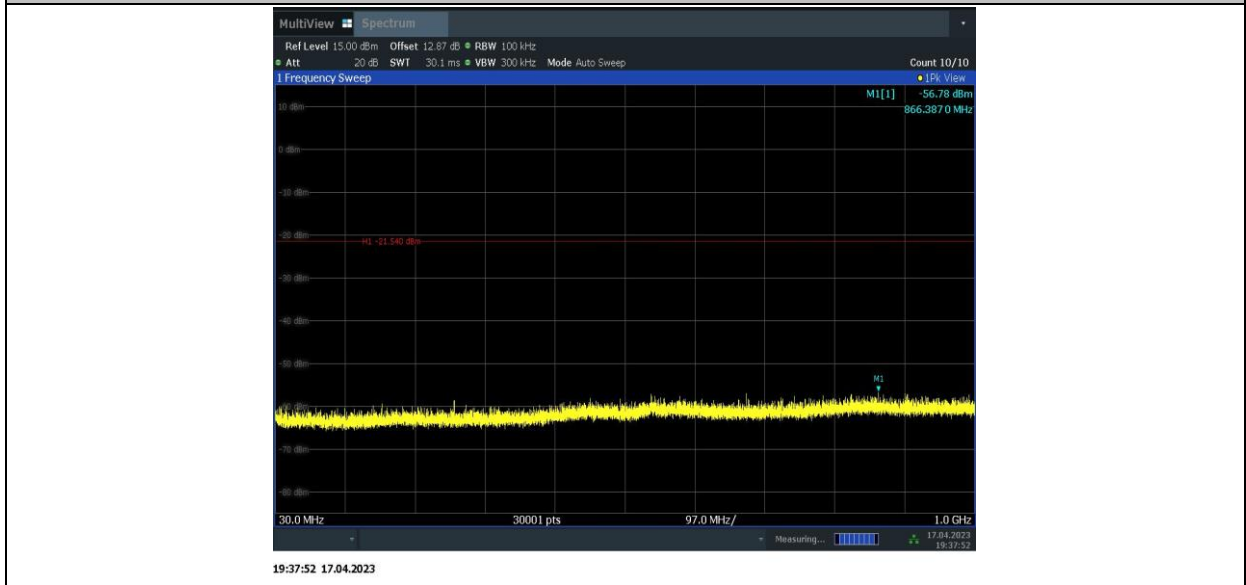 MultiView Spectrum
Ref Level 15.00 dBm Offset 12.87 dB RBW 100 kHz
Att 20 dB SWT 30.1 ms VBW 300 kHz Mode Auto Sweep Count 10/10
1 Frequency Sweep 1Pk View
M1[1] -56.78 dBm
866.3870 MHz
10 dBm
0 dBm
-10 dBm
-20 dBm
H1 -21.540 dBm
-30 dBm
-40 dBm
-50 dBm
M1
-70 dBm
-80 dBm
30.0 MHz 30001 pts 97.0 MHz/ 1.0 GHz
Measuring... 17.04.2023
19:37:52
19:37:52 17.04.2023